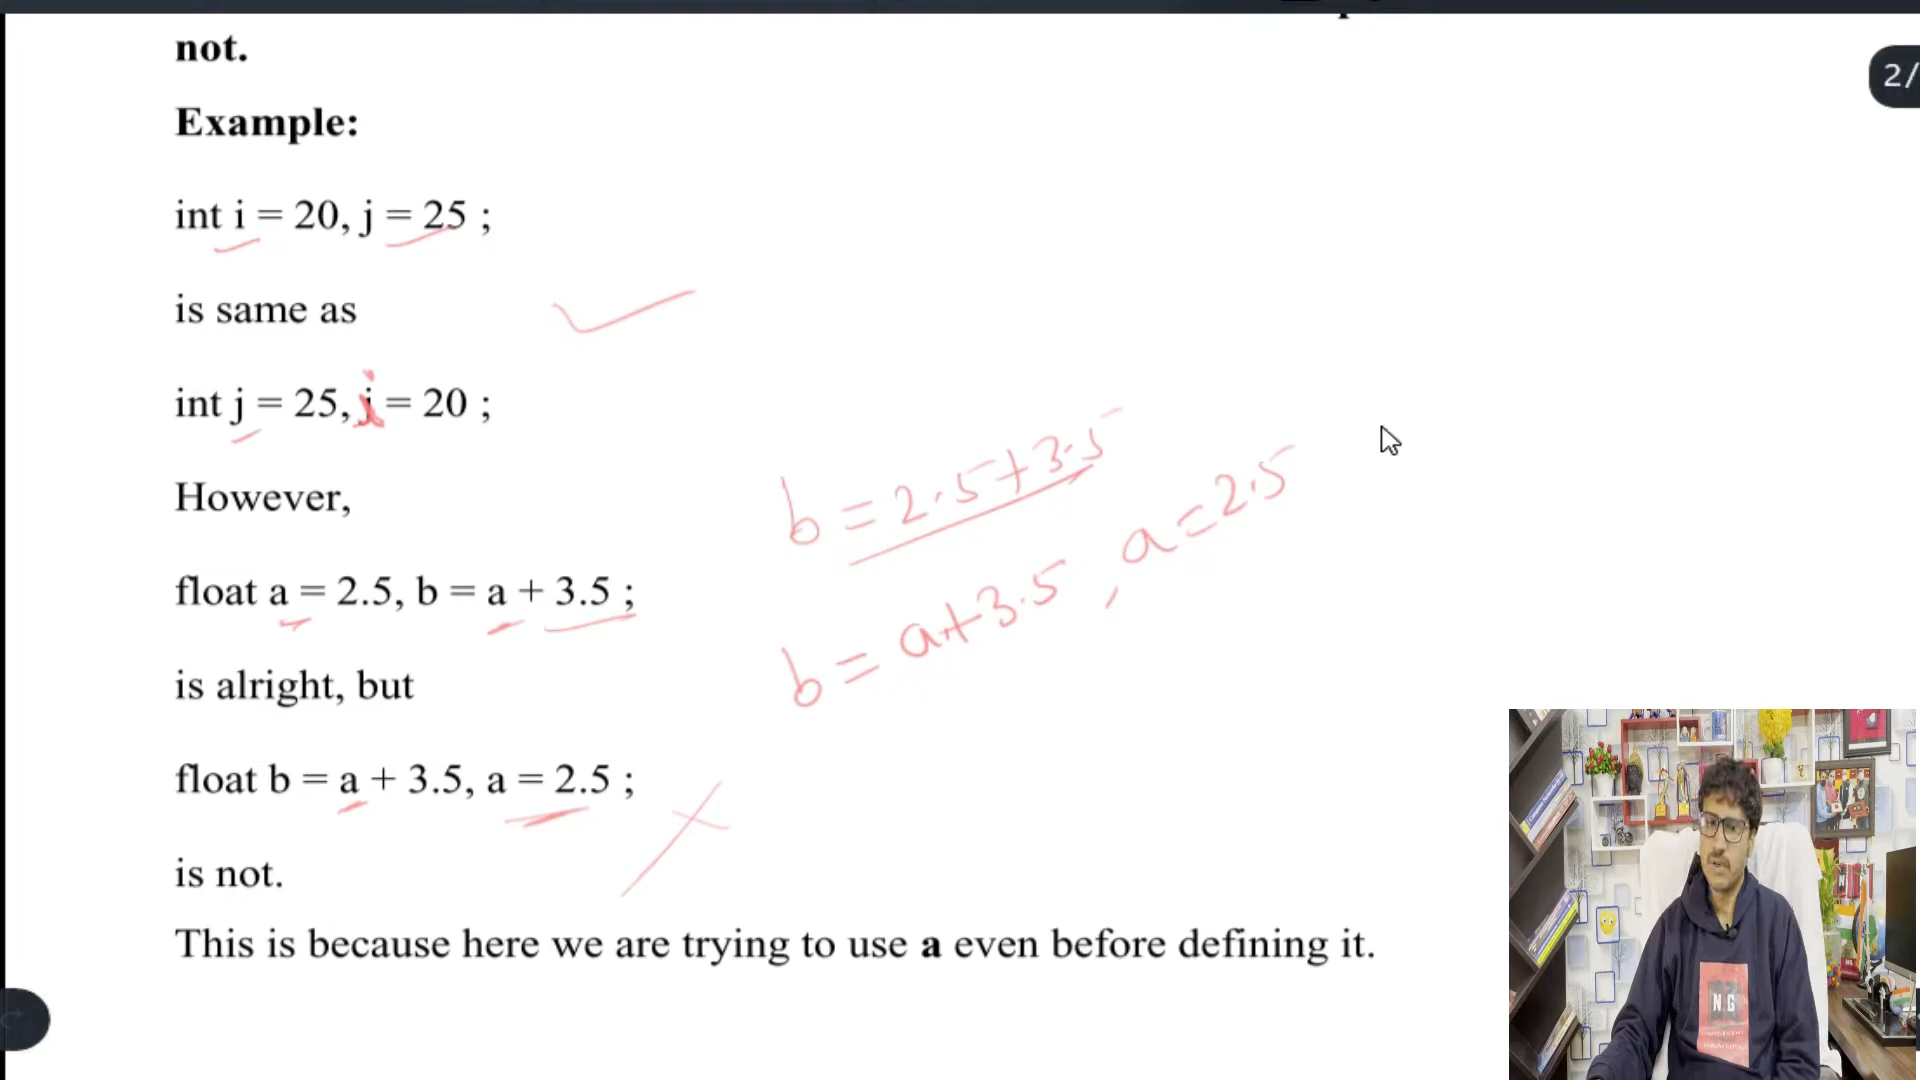 not.
2/
Example:
int i = 20, j = 25 ;
is same as
int j = 25, i = 20 ;
However,
b = 2.5 + 3.5
b = a + 3.5 , a = 2.5
float a = 2.5, b = a + 3.5 ;
is alright, but
float b = a + 3.5, a = 2.5 ;
is not.
This is because here we are trying to use a even before defining it.
NG